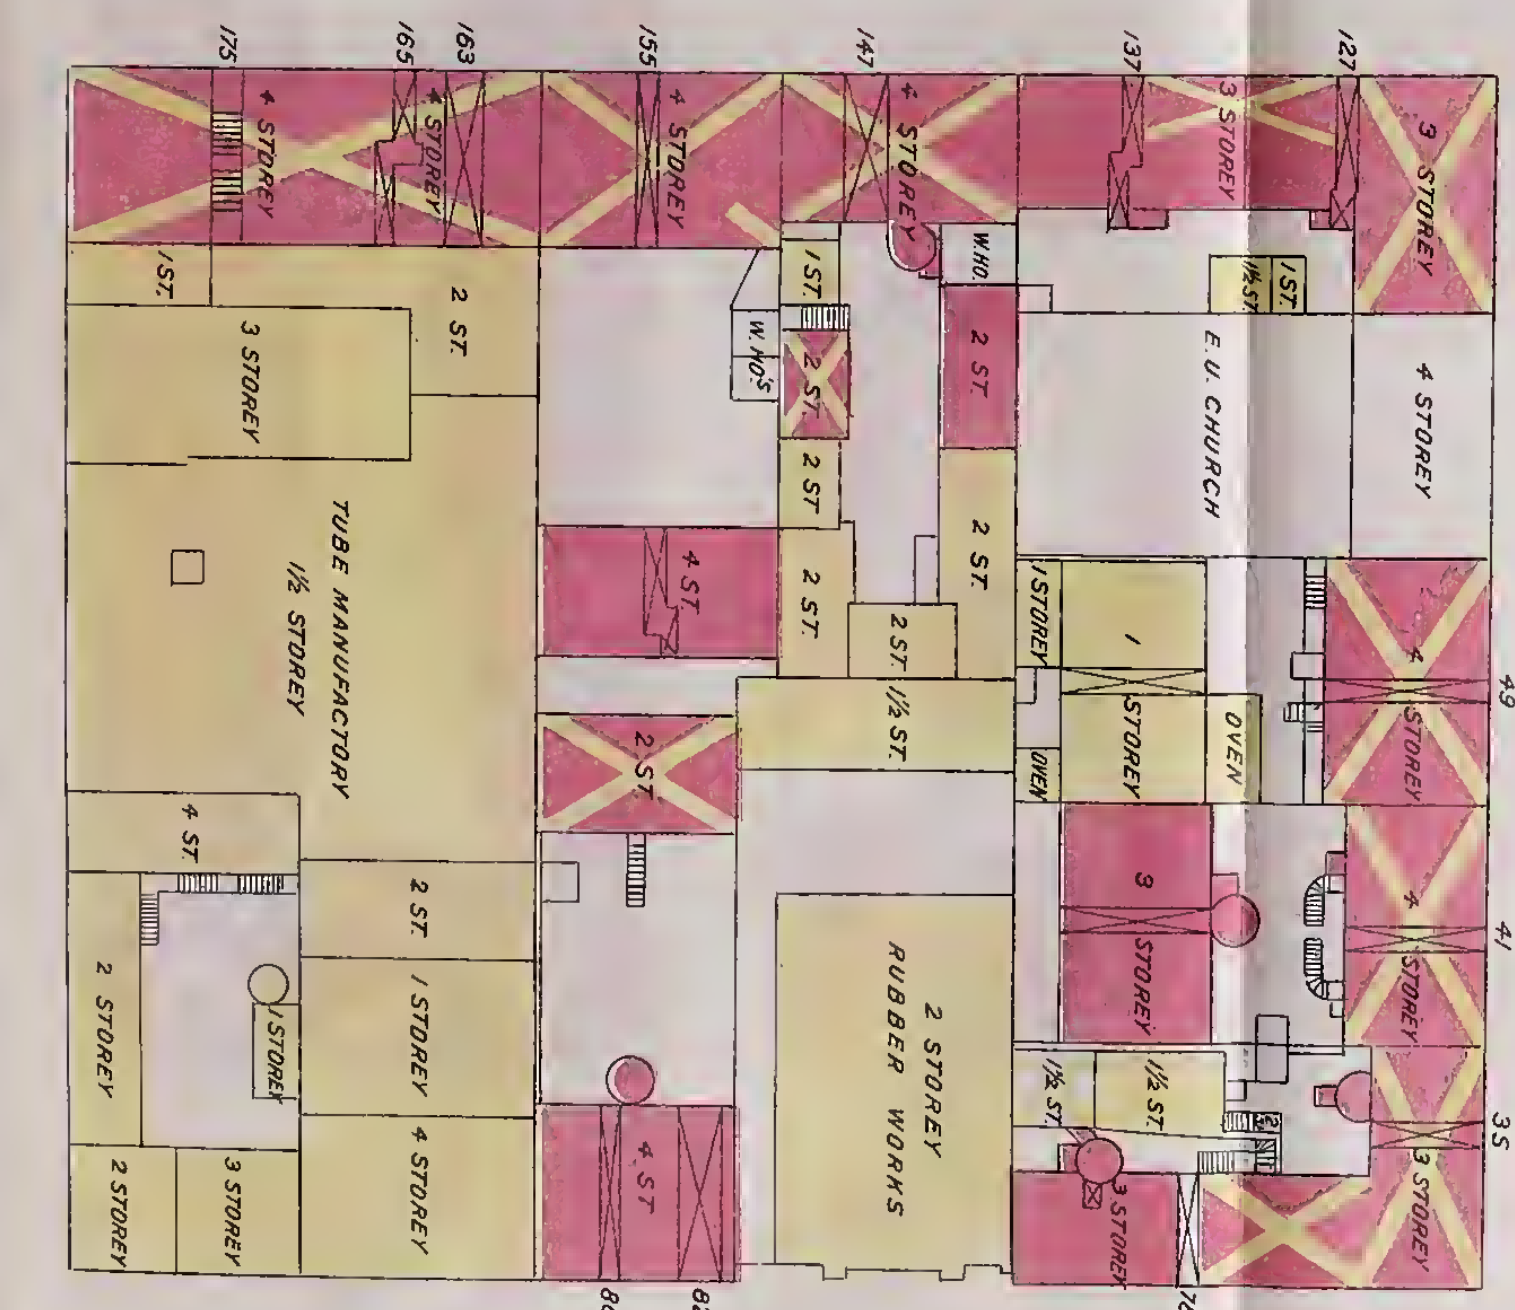 175
165
163
155
147
137
127
4 STOREY
4 STOREY
4 STOREY
4 STOREY
3 STOREY
3 STOREY
1 ST.
2 ST.
3 STOREY
W.HO.
W.HO'S.
1 ST.
2 ST.
2 ST
2 ST.
2 ST.
2 ST.
2 ST.
1½ ST.
1½ ST.
1 ST.
E.U. CHURCH
4 STOREY
TUBE MANUFACTORY
1½ STOREY
4 ST.
2 ST.
1 STOREY
1
STOREY
OVEN
OVEN
4
STOREY
49
4 ST.
2 ST.
3
STOREY
4
STOREY
41
2 STOREY
1 STOREY
1 STOREY
2 STOREY
RUBBER WORKS
1½ ST.
1½ ST.
35
2 STOREY
3 STOREY
4 STOREY
4 ST
3 STOREY
3 STOREY